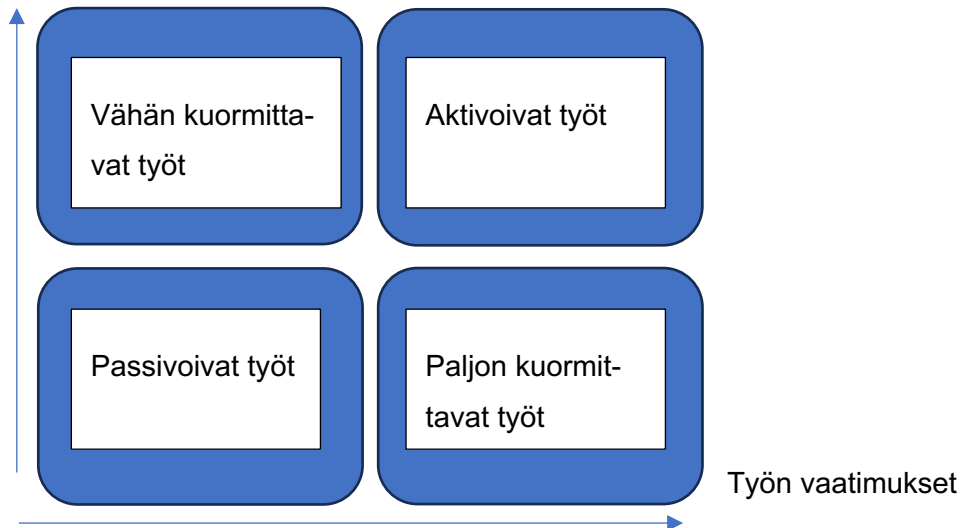 Vähän kuormitta-
vat työt
Aktivoivat työt
Passivoivat työt
Paljon kuormit-
tavat työt
Työn vaatimukset